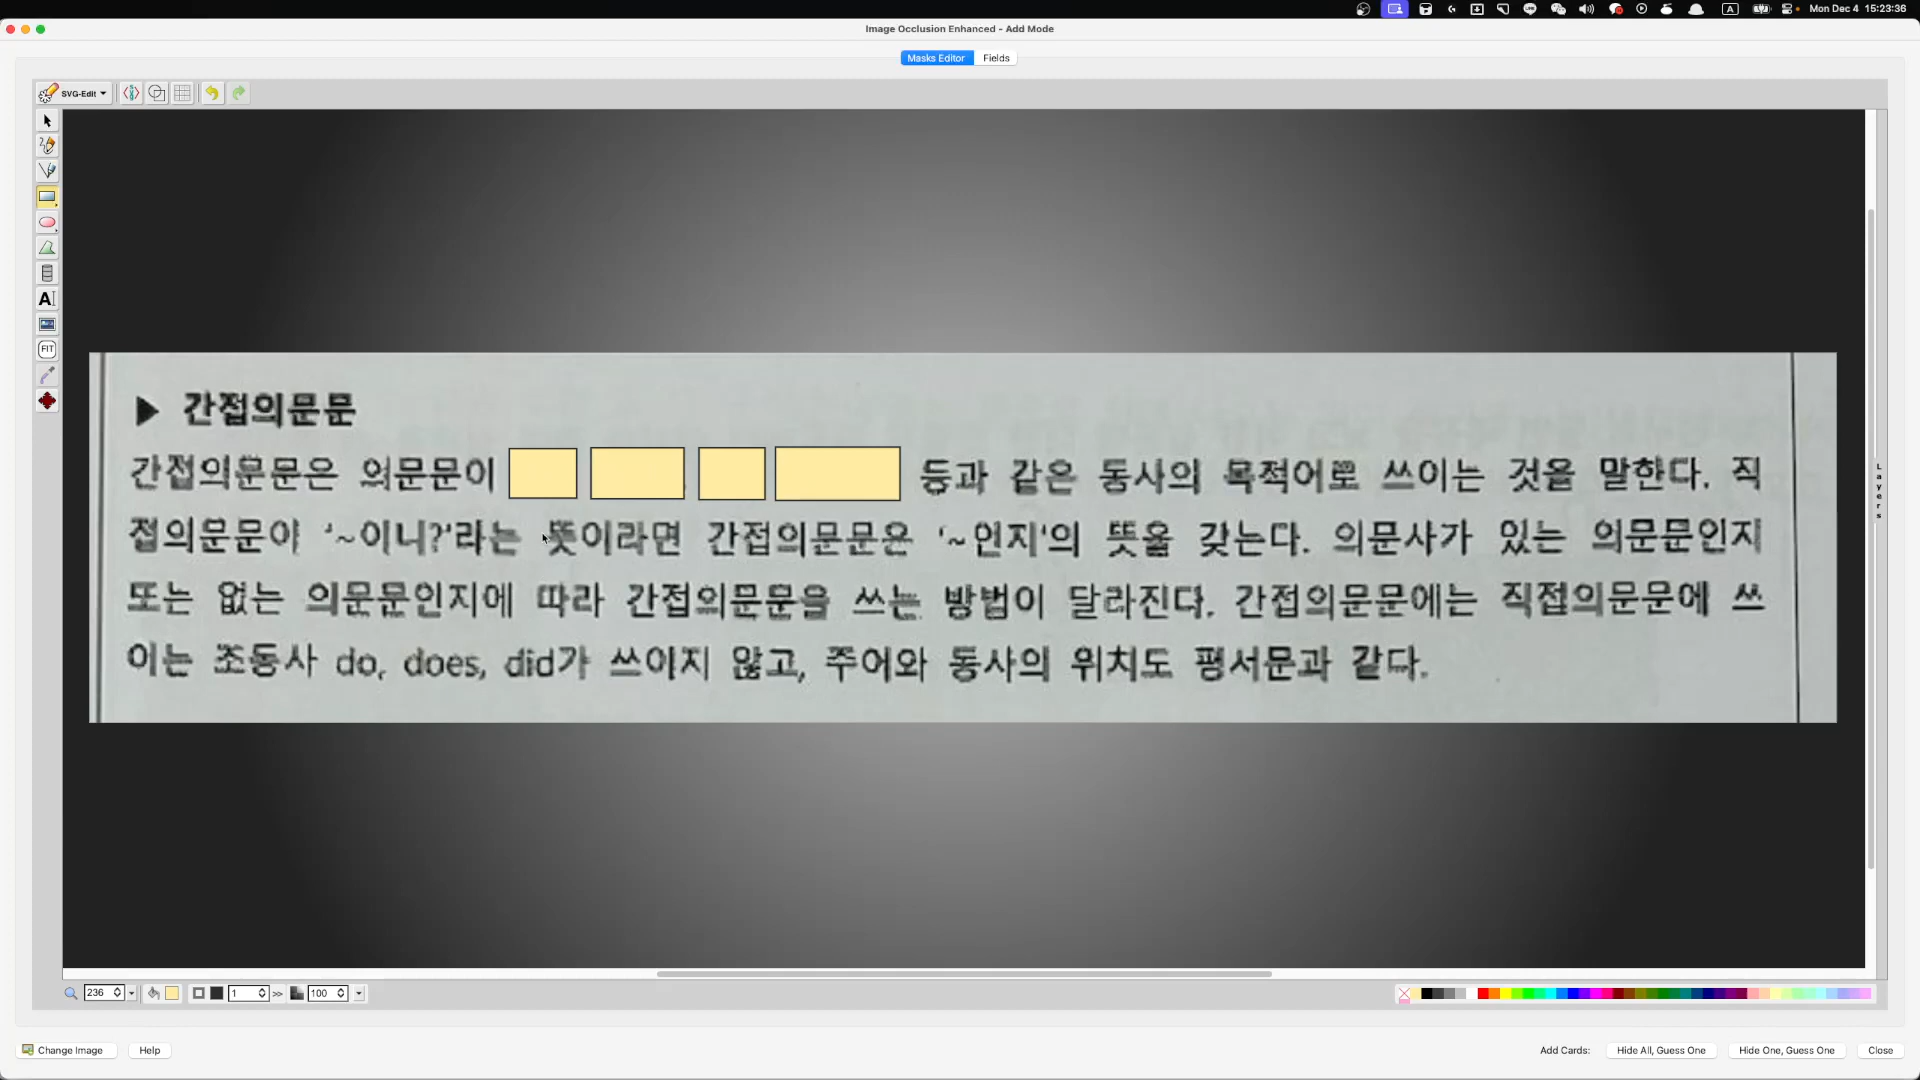 Mon Dec 4 15:23:36
Image Occlusion Enhanced - Add Mode
Masks Editor Fields
SVG-Edit
A
FIT
Layers
▶ 간접의문문
간접의문문은 의문문이 등과 같은 동사의 목적어로 쓰이는 것을 말한다. 직
접의문문이 '~이니?'라는 뜻이라면 간접의문문은 '~인지'의 뜻을 갖는다. 의문사가 있는 의문문인지
또는 없는 의문문인지에 따라 간접의문문을 쓰는 방법이 달라진다. 간접의문문에는 직접의문문에 쓰
이는 조동사 do, does, did가 쓰이지 않고, 주어와 동사의 위치도 평서문과 같다.
236 1 >> 100
Change Image Help Add Cards: Hide All, Guess One Hide One, Guess One Close